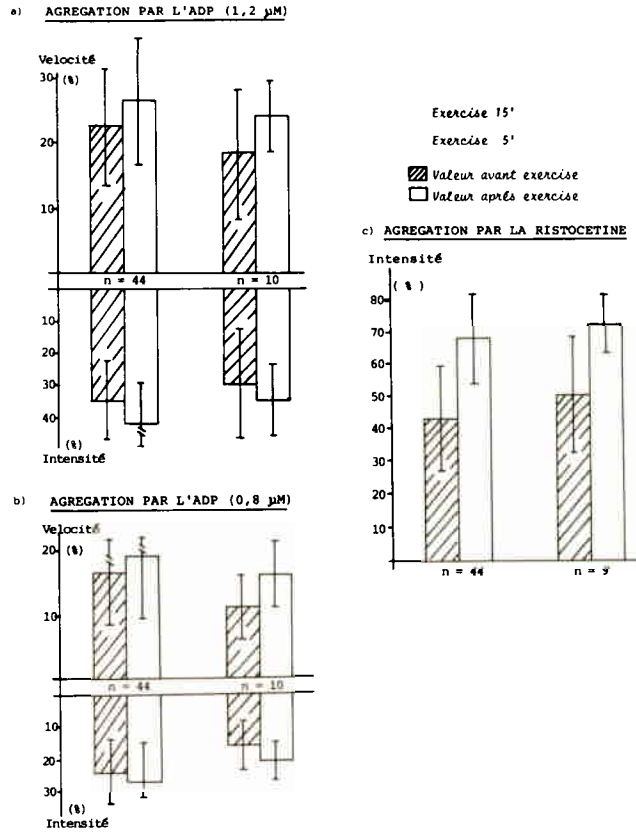 a) AGREGATION PAR L'ADP (1,2 µM)
Velocité
(%)
30
20
10
n = 44
n = 10
10
20
30
40
(%)
Intensité
Exercise 15'
Exercise 5'
Valeur avant exercise
Valeur aprés exercise
c) AGREGATION PAR LA RISTOCETINE
Intensité
(%)
80
70
60
50
40
30
20
10
n = 44
n = 9
b) AGREGATION PAR L'ADP (0,8 µM)
Velocité
(%)
20
10
n = 44
n = 10
10
20
30
(%)
Intensité